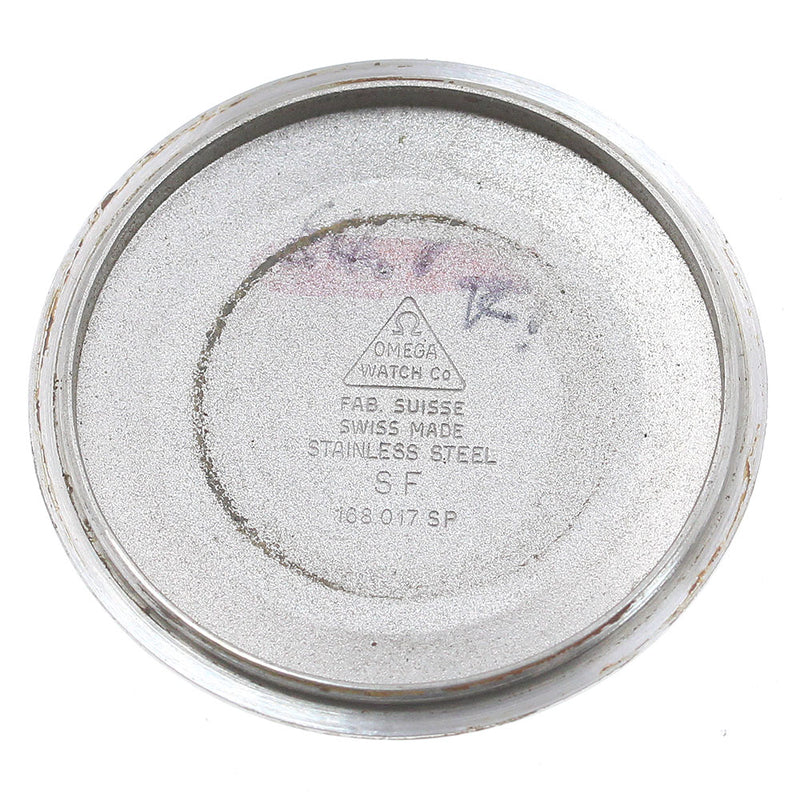 Ω
OMEGA
WATCH Co
FAB. SUISSE
SWISS MADE
STAINLESS STEEL
S F
168 017 SP